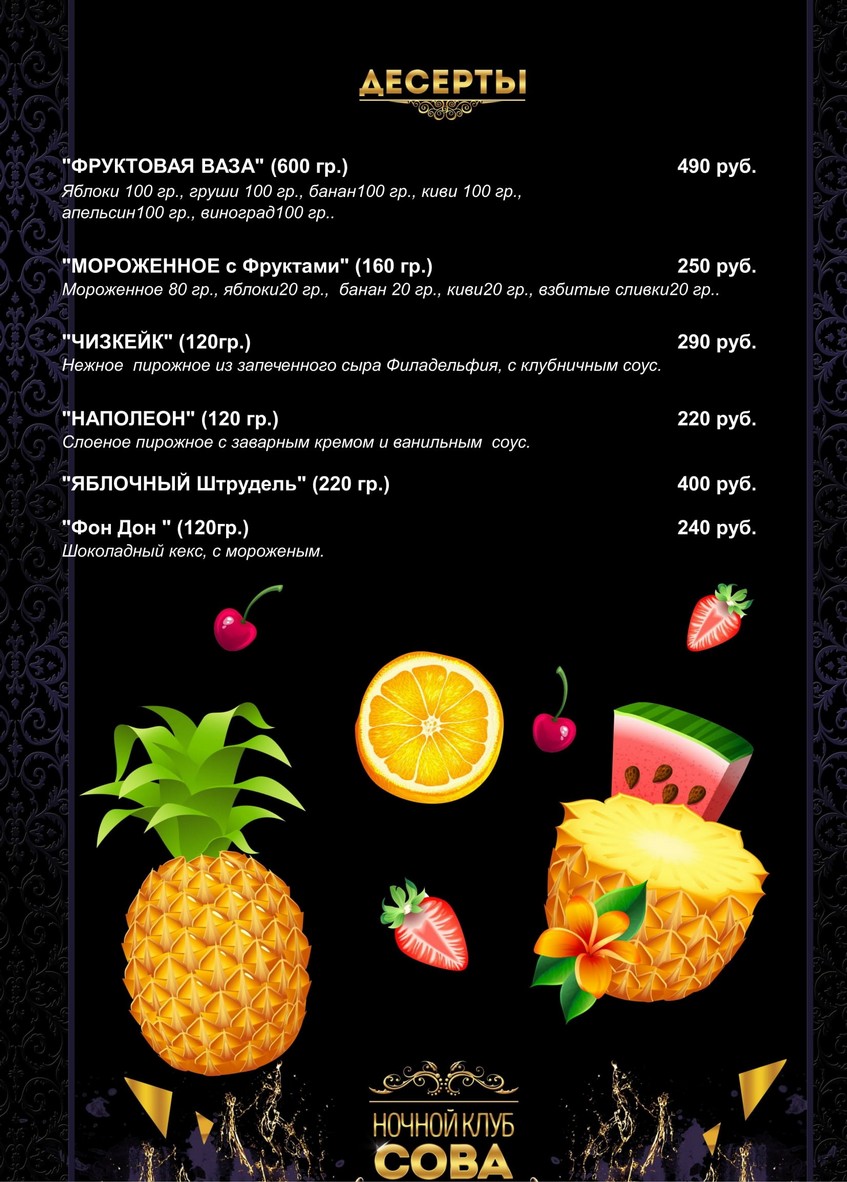 ДЕСЕРТЫ
"ФРУКТОВАЯ ВАЗА" (600 гр.) 490 руб.
Яблоки 100 гр., груши 100 гр., банан100 гр., киви 100 гр.,
апельсин100 гр., виноград100 гр..
"МОРОЖЕННОЕ с Фруктами" (160 гр.) 250 руб.
Мороженное 80 гр., яблоки20 гр.,  банан 20 гр., киви20 гр., взбитые сливки20 гр..
"ЧИЗКЕЙК" (120гр.) 290 руб.
Нежное  пирожное из запеченного сыра Филадельфия, с клубничным соус.
"НАПОЛЕОН" (120 гр.) 220 руб.
Слоеное пирожное с заварным кремом и ванильным  соус.
"ЯБЛОЧНЫЙ Штрудель" (220 гр.) 400 руб.
"Фон Дон " (120гр.) 240 руб.
Шоколадный кекс, с мороженым.
НОЧНОЙ КЛУБ
СОВА